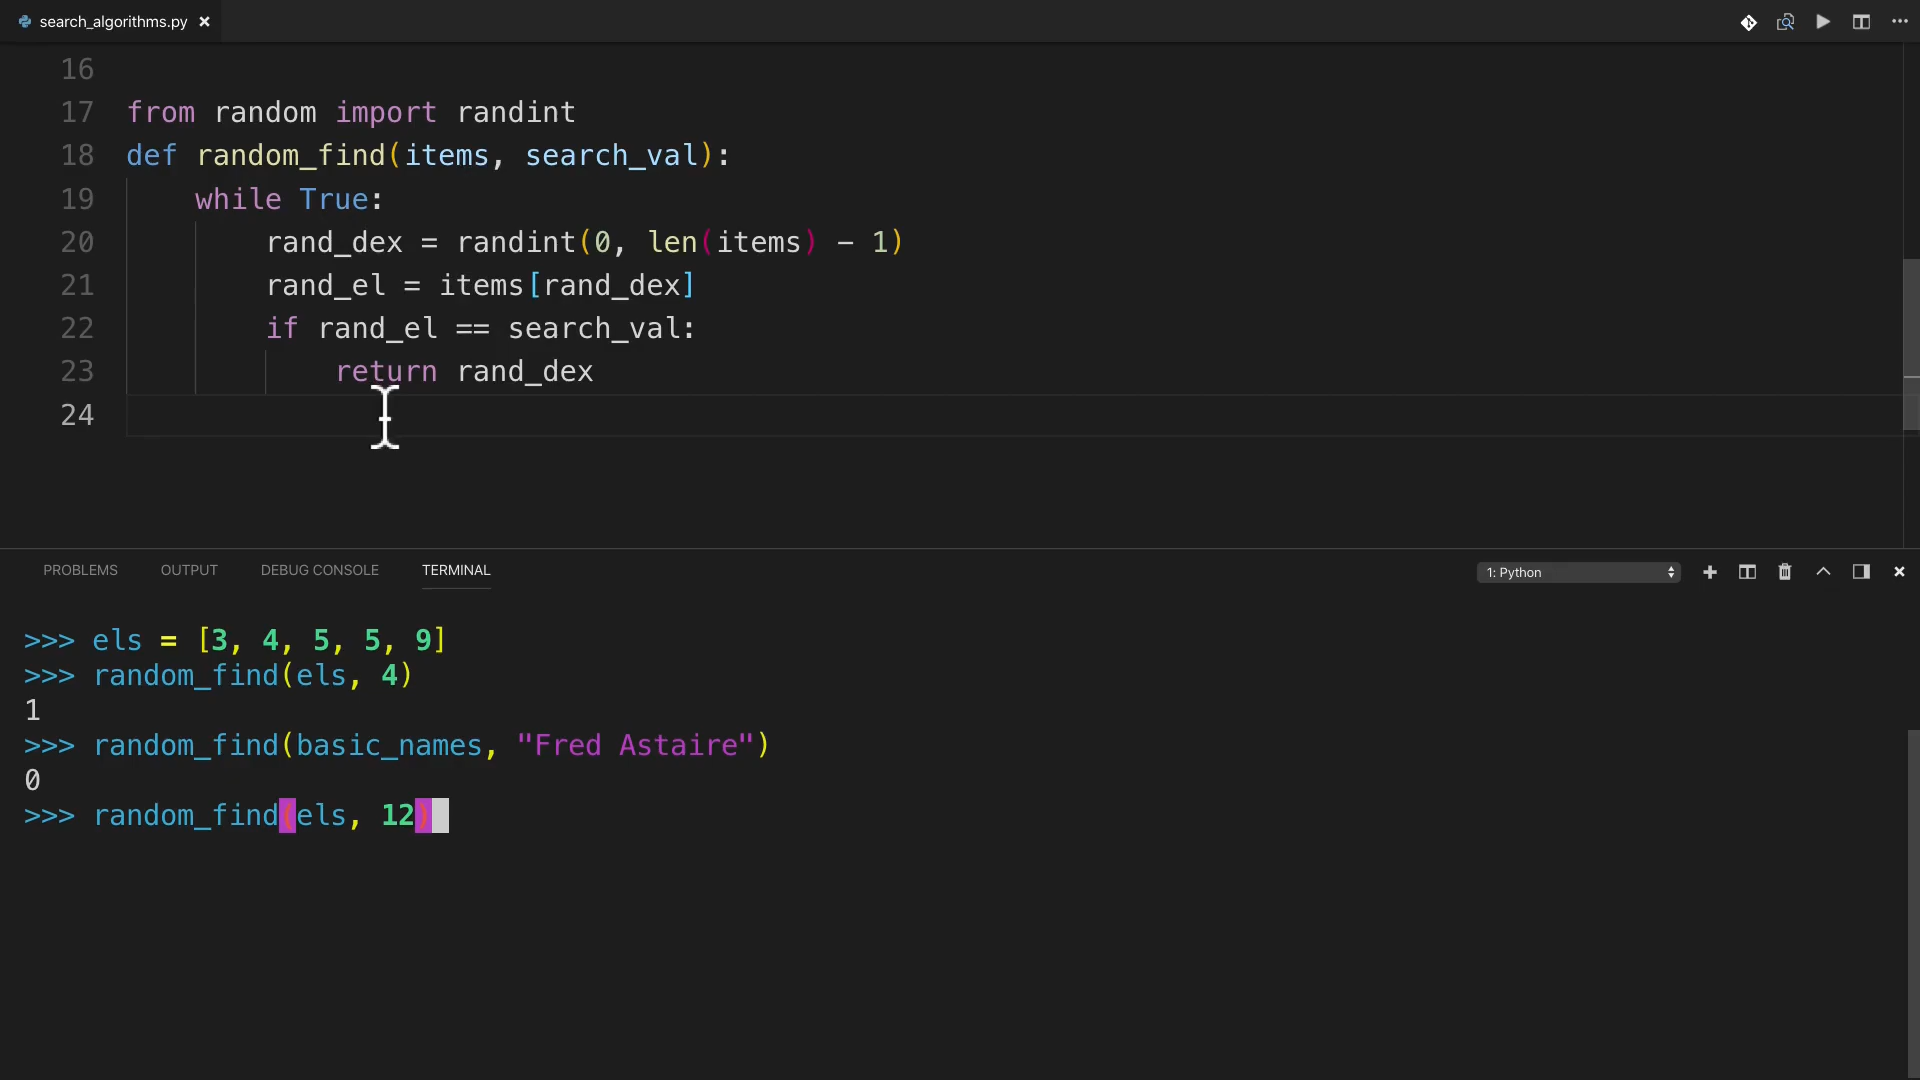 search_algorithms.py
16
17 from random import randint
18 def random_find(items, search_val):
19     while True:
20         rand_dex = randint(0, len(items) - 1)
21         rand_el = items[rand_dex]
22         if rand_el == search_val:
23             return rand_dex
24
PROBLEMS OUTPUT DEBUG CONSOLE TERMINAL 1: Python
>>> els = [3, 4, 5, 5, 9]
>>> random_find(els, 4)
1
>>> random_find(basic_names, "Fred Astaire")
0
>>> random_find(els, 12)